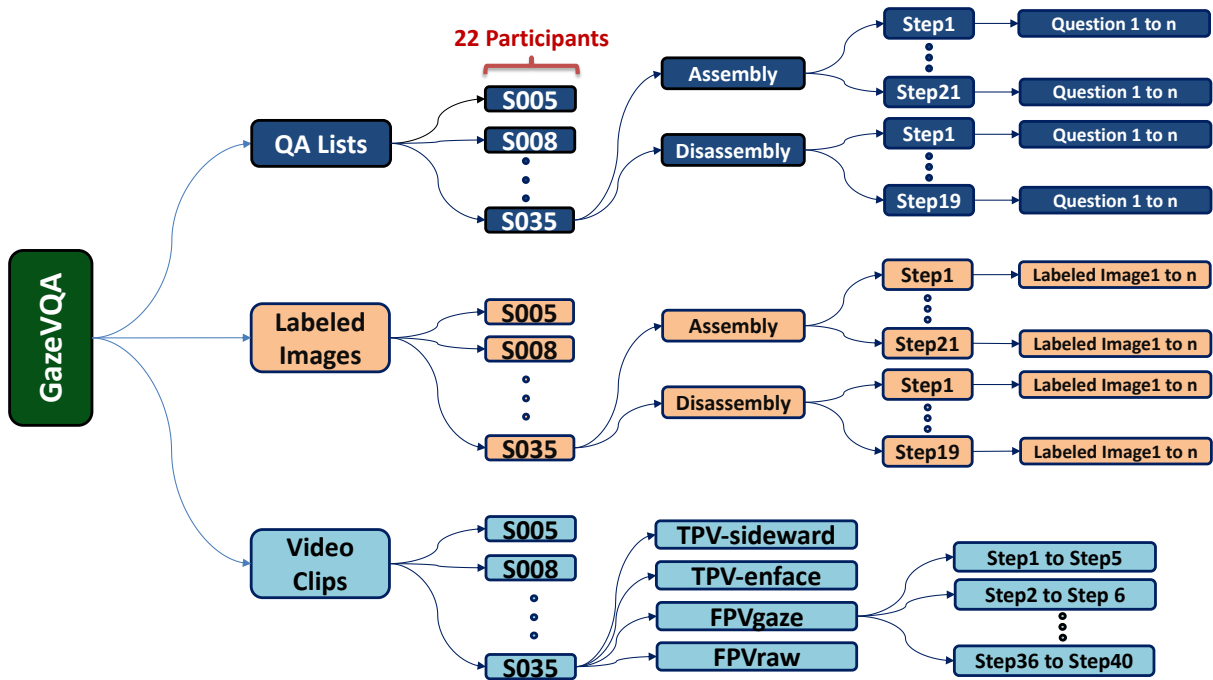 GazeVQA
QA Lists
22 Participants
S005
S008
S035
Assembly
Disassembly
Step1
Step21
Step1
Step19
Question 1 to n
Question 1 to n
Question 1 to n
Question 1 to n
Labeled
Images
S005
S008
S035
Assembly
Disassembly
Step1
Step21
Step1
Step19
Labeled Image1 to n
Labeled Image1 to n
Labeled Image1 to n
Labeled Image1 to n
Video
Clips
S005
S008
S035
TPV-sideward
TPV-enface
FPVgaze
FPVraw
Step1 to Step5
Step2 to Step 6
Step36 to Step40